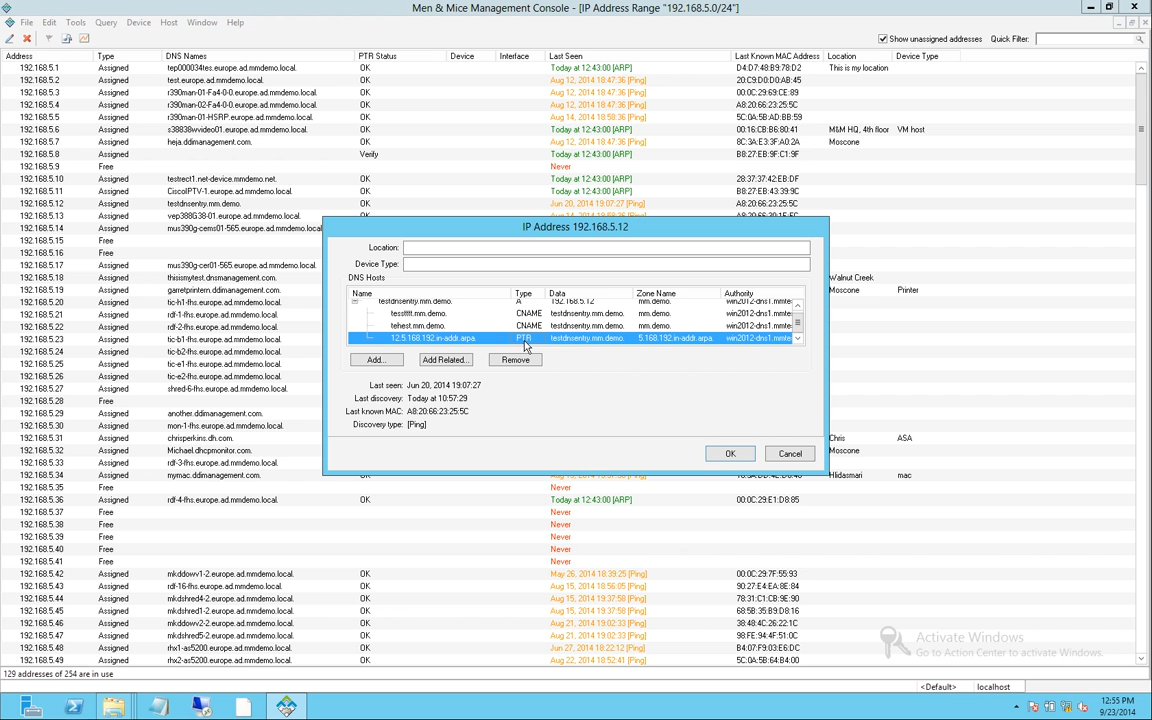 Men & Mice Management Console - [IP Address Range "192.168.5.0/24"]
File Edit Tools Query Device Host Window Help
Show unassigned addresses Quick Filter:
Address Type DNS Names PTR Status Device Interface Last Seen Last Known MAC Address Location Device Type
192.168.5.1 Assigned tep000034tes.europe.ad.mmdemo.local. OK Today at 12:43:00 [ARP] D4:D7:48:B9:78:D2 This is my location
192.168.5.2 Assigned test.europe.ad.mmdemo.local. OK Aug 12, 2014 18:47:36 [Ping] 20:C9:D0:D0:AB:45
192.168.5.3 Assigned r390man-01-Fa4-0-0.europe.ad.mmdemo.local. OK Aug 12, 2014 18:47:36 [Ping] 00:0C:29:69:CE:89
192.168.5.4 Assigned r390man-02-Fa4-0-0.europe.ad.mmdemo.local. OK Aug 12, 2014 18:47:36 [Ping] A8:20:66:23:25:5C
192.168.5.5 Assigned r390man-01-HSRP.europe.ad.mmdemo.local. OK Aug 14, 2014 18:58:36 [Ping] 5C:0A:5B:AD:BB:59
192.168.5.6 Assigned s38838wvideo01.europe.ad.mmdemo.local. OK Today at 12:43:00 [ARP] 00:16:CB:B6:80:41 M&M HQ, 4th floor VM host
192.168.5.7 Assigned heja.ddimanagement.com. OK Aug 12, 2014 18:47:36 [Ping] 8C:3A:E3:3F:A0:2A Moscone
192.168.5.8 Assigned Verify Today at 12:43:00 [ARP] B8:27:EB:9F:C1:9F
192.168.5.9 Free Never
192.168.5.10 Assigned testrect1.net-device.mmdemo.net. OK Today at 12:43:00 [ARP] 28:37:37:42:EB:DF
192.168.5.11 Assigned CiscoIPTV-1.europe.ad.mmdemo.local. OK Today at 12:43:00 [ARP] B8:27:EB:43:39:9C
192.168.5.12 Assigned testdnsentry.mm.demo. OK Jun 20, 2014 19:07:27 [Ping] A8:20:66:23:25:5C
192.168.5.13 Assigned vep388G38-01.europe.ad.mmdemo.local. OK
192.168.5.14 Assigned mus390g-cems01-565.europe.ad.mmdemo.local
192.168.5.15 Free
192.168.5.16 Free
192.168.5.17 Assigned mus390g-cer01-565.europe.ad.mmdemo.local.
192.168.5.18 Assigned thisismytest.dnsmanagement.com. Walnut Creek
192.168.5.19 Assigned garretprintern.ddimanagement.com. Moscone Printer
192.168.5.20 Assigned tic-h1-fhs.europe.ad.mmdemo.local.
192.168.5.21 Assigned rdf-1-fhs.europe.ad.mmdemo.local.
192.168.5.22 Assigned rdf-2-fhs.europe.ad.mmdemo.local.
192.168.5.23 Assigned tic-b1-fhs.europe.ad.mmdemo.local.
192.168.5.24 Assigned tic-b2-fhs.europe.ad.mmdemo.local.
192.168.5.25 Assigned tic-e1-fhs.europe.ad.mmdemo.local.
192.168.5.26 Assigned tic-e2-fhs.europe.ad.mmdemo.local.
192.168.5.27 Assigned shred-6-fhs.europe.ad.mmdemo.local.
192.168.5.28 Free
192.168.5.29 Assigned another.ddimanagement.com.
192.168.5.30 Assigned mon-1-fhs.europe.ad.mmdemo.local.
192.168.5.31 Assigned chrisperkins.dh.com. Chris ASA
192.168.5.32 Assigned Michael.dhcpmonitor.com. Moscone
192.168.5.33 Assigned rdf-3-fhs.europe.ad.mmdemo.local.
192.168.5.34 Assigned mymac.ddimanagement.com. Hlidasmari mac
192.168.5.35 Free Never
192.168.5.36 Assigned rdf-4-fhs.europe.ad.mmdemo.local. OK Today at 12:43:00 [ARP] 00:0C:29:E1:D8:85
192.168.5.37 Free Never
192.168.5.38 Free Never
192.168.5.39 Free Never
192.168.5.40 Free Never
192.168.5.41 Free Never
192.168.5.42 Assigned mkddowv1-2.europe.ad.mmdemo.local. OK May 26, 2014 18:39:25 [Ping] 00:0C:29:7F:55:93
192.168.5.43 Assigned rdf-16-fhs.europe.ad.mmdemo.local. OK Aug 15, 2014 18:56:05 [Ping] 90:27:E4:EA:8E:84
192.168.5.44 Assigned mkdshred4-2.europe.ad.mmdemo.local. OK Aug 15, 2014 19:37:58 [Ping] 78:31:C1:CB:9E:90
192.168.5.45 Assigned mkdshred1-2.europe.ad.mmdemo.local. OK Aug 15, 2014 19:37:58 [Ping] 68:5B:35:B9:D8:16
192.168.5.46 Assigned mkddowv2-2.europe.ad.mmdemo.local. OK Aug 21, 2014 19:02:33 [Ping] 38:48:4C:26:22:1C
192.168.5.47 Assigned mkdshred5-2.europe.ad.mmdemo.local. OK Aug 21, 2014 19:02:33 [Ping] 98:FE:94:4F:51:0C
192.168.5.48 Assigned rhx1-as5200.europe.ad.mmdemo.local. OK Jun 27, 2014 18:22:12 [Ping] B4:07:F9:03:E6:DC
192.168.5.49 Assigned rhx2-as5200.europe.ad.mmdemo.local. OK Aug 22, 2014 18:52:41 [Ping] 5C:0A:5B:64:B4:00
IP Address 192.168.5.12
Location:
Device Type:
DNS Hosts
Name Type Data Zone Name Authority
testdnsentry.mm.demo. A 192.168.5.12 mm.demo. win2012-dns1.mmte
tesstttt.mm.demo. CNAME testdnsentry.mm.demo. mm.demo. win2012-dns1.mmte
tehest.mm.demo. CNAME testdnsentry.mm.demo. mm.demo. win2012-dns1.mmte
12.5.168.192.in-addr.arpa. PTR testdnsentry.mm.demo. 5.168.192.in-addr.arpa. win2012-dns1.mmte
Add... Add Related... Remove
Last seen: Jun 20, 2014 19:07:27
Last discovery: Today at 10:57:29
Last known MAC: A8:20:66:23:25:5C
Discovery type: [Ping]
OK Cancel
Activate Windows
Go to Action Center to activate Windows.
129 addresses of 254 are in use
<Default> localhost
12:55 PM
9/23/2014